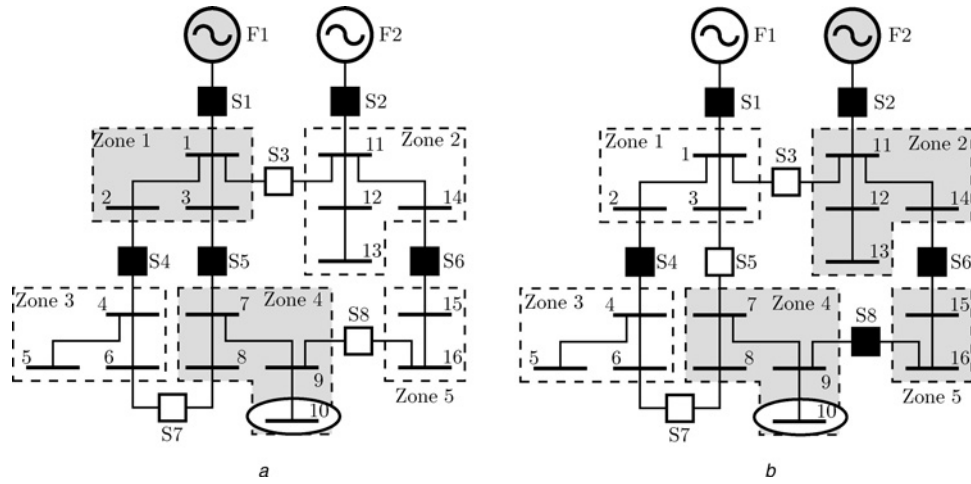 F1 F2 F1 F2
S1 S2 S1 S2
Zone 1 1 S3 11 Zone 2 Zone 1 1 S3 11 Zone 2
2 3 12 14 2 3 12 14
S4 S5 13 S6 S4 S5 13 S6
Zone 3 4 7 Zone 4 S8 15 Zone 3 4 7 Zone 4 S8 15
5 6 8 9 16 5 6 8 9 16
10 Zone 5 10 Zone 5
S7 S7
a b